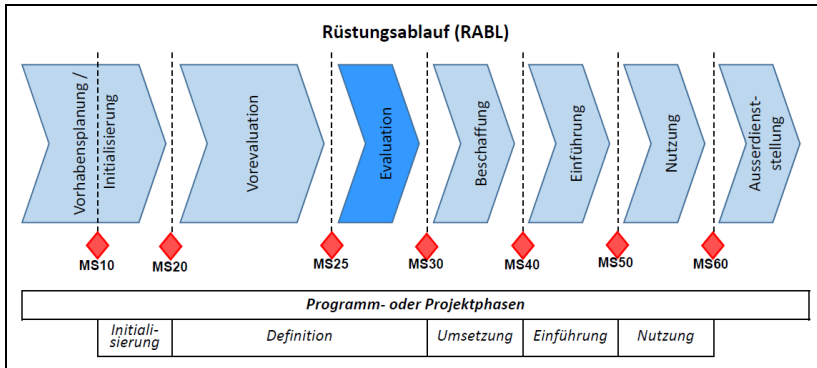 Rüstungsablauf (RABL)
Vorhabensplanung /
Initialisierung
Vorevaluation
Evaluation
Beschaffung
Einführung
Nutzung
Ausserdienst-
stellung
MS10
MS20
MS25
MS30
MS40
MS50
MS60
Programm- oder Projektphasen
Initiali-
sierung
Definition
Umsetzung
Einführung
Nutzung